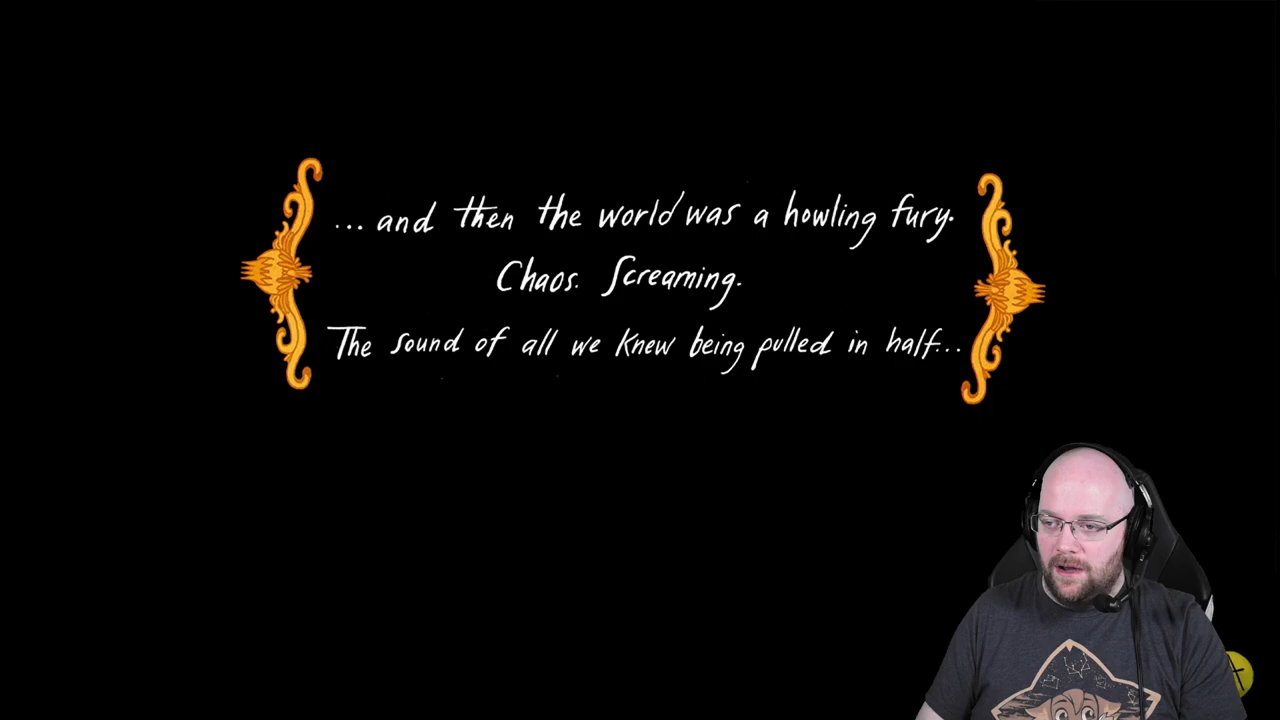 ...and then the world was a howling fury.
Chaos. Screaming.
The sound of all we knew being pulled in half...